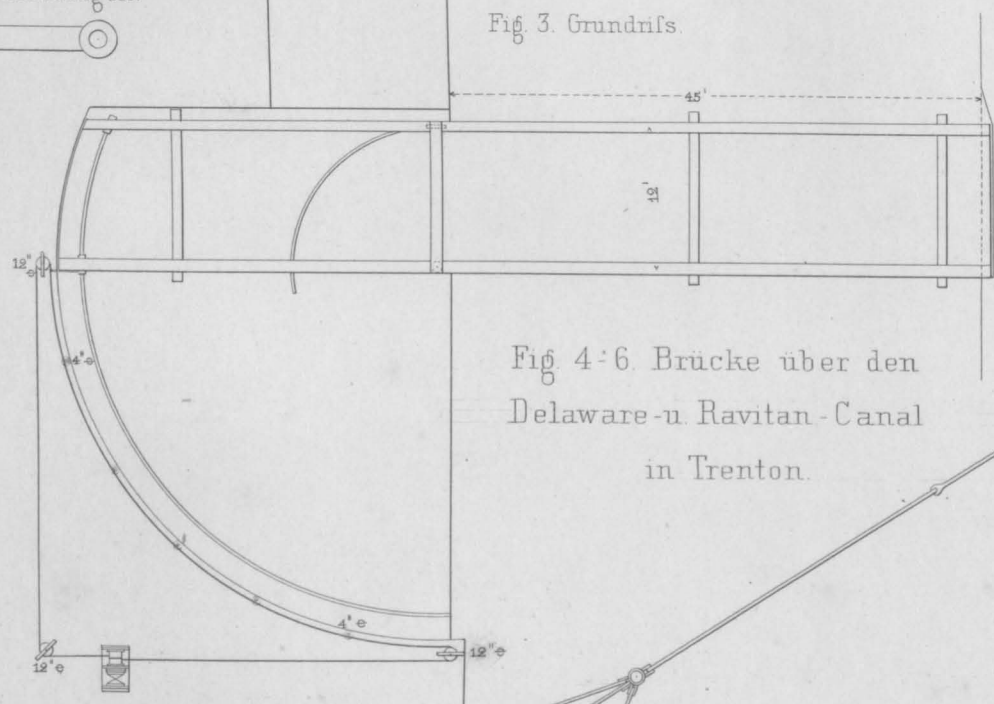 Fig. 3. Grundriſs.
45'
12'
12"
4"
Fig. 4-6. Brücke über den
Delaware-u. Ravitan-Canal
in Trenton.
4"
12"
12"